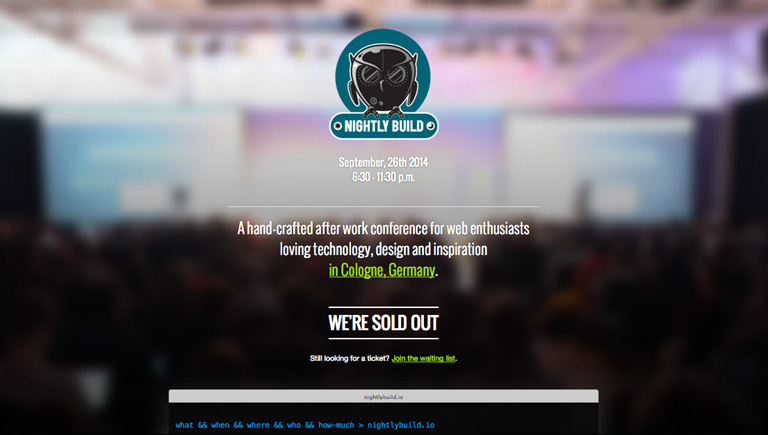 NIGHTLY BUILD
September, 26th 2014
6:30 - 11:30 p.m.
A hand-crafted after work conference for web enthusiasts
loving technology, design and inspiration
in Cologne, Germany.
WE'RE SOLD OUT
Still looking for a ticket? Join the waiting list.
nightlybuild.io
what && when && where && who && how-much > nightlybuild.io